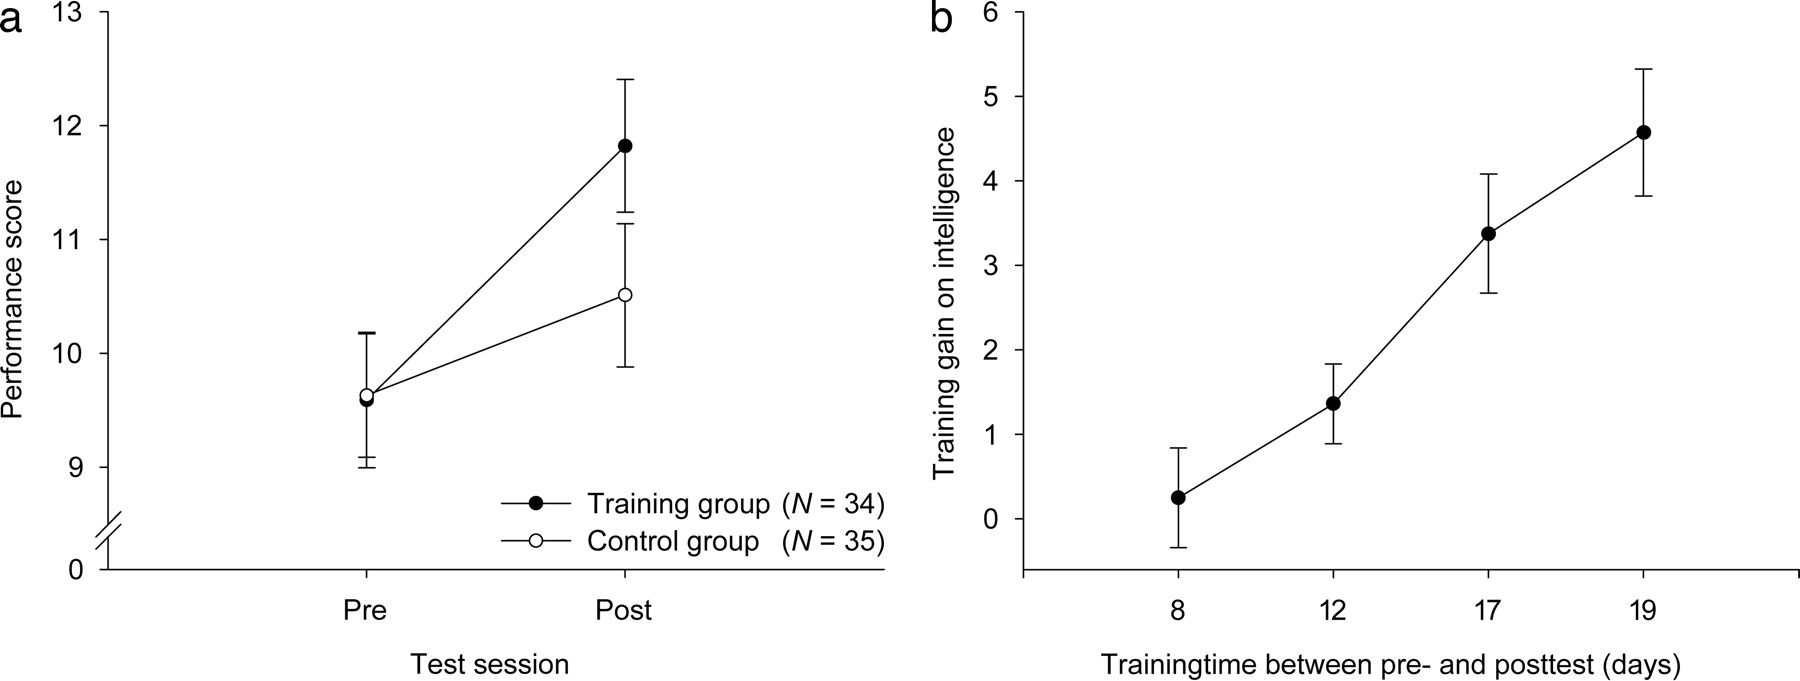 a
13
12
11
10
9
0
Performance score
Pre
Post
Test session
Training group (N = 34)
Control group (N = 35)
b
6
5
4
3
2
1
0
Training gain on intelligence
8
12
17
19
Trainingtime between pre- and posttest (days)